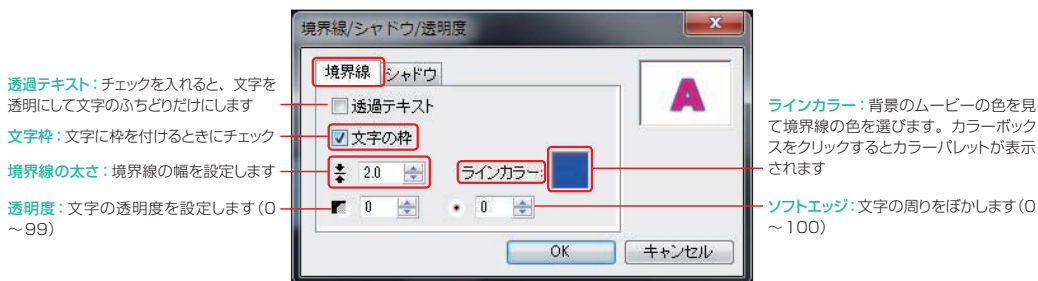 境界線/シャドウ/透明度
境界線
シャドウ
透過テキスト
文字の枠
2.0
ラインカラー:
0
0
OK
キャンセル
A
透過テキスト：チェックを入れると、文字を
透明にして文字のふちどりだけにします
文字枠：文字に枠を付けるときにチェック
境界線の太さ：境界線の幅を設定します
透明度：文字の透明度を設定します（0
～99）
ラインカラー：背景のムービーの色を見
て境界線の色を選びます。カラーボック
スをクリックするとカラーパレットが表示
されます
ソフトエッジ：文字の周りをぼかします（0
～100）